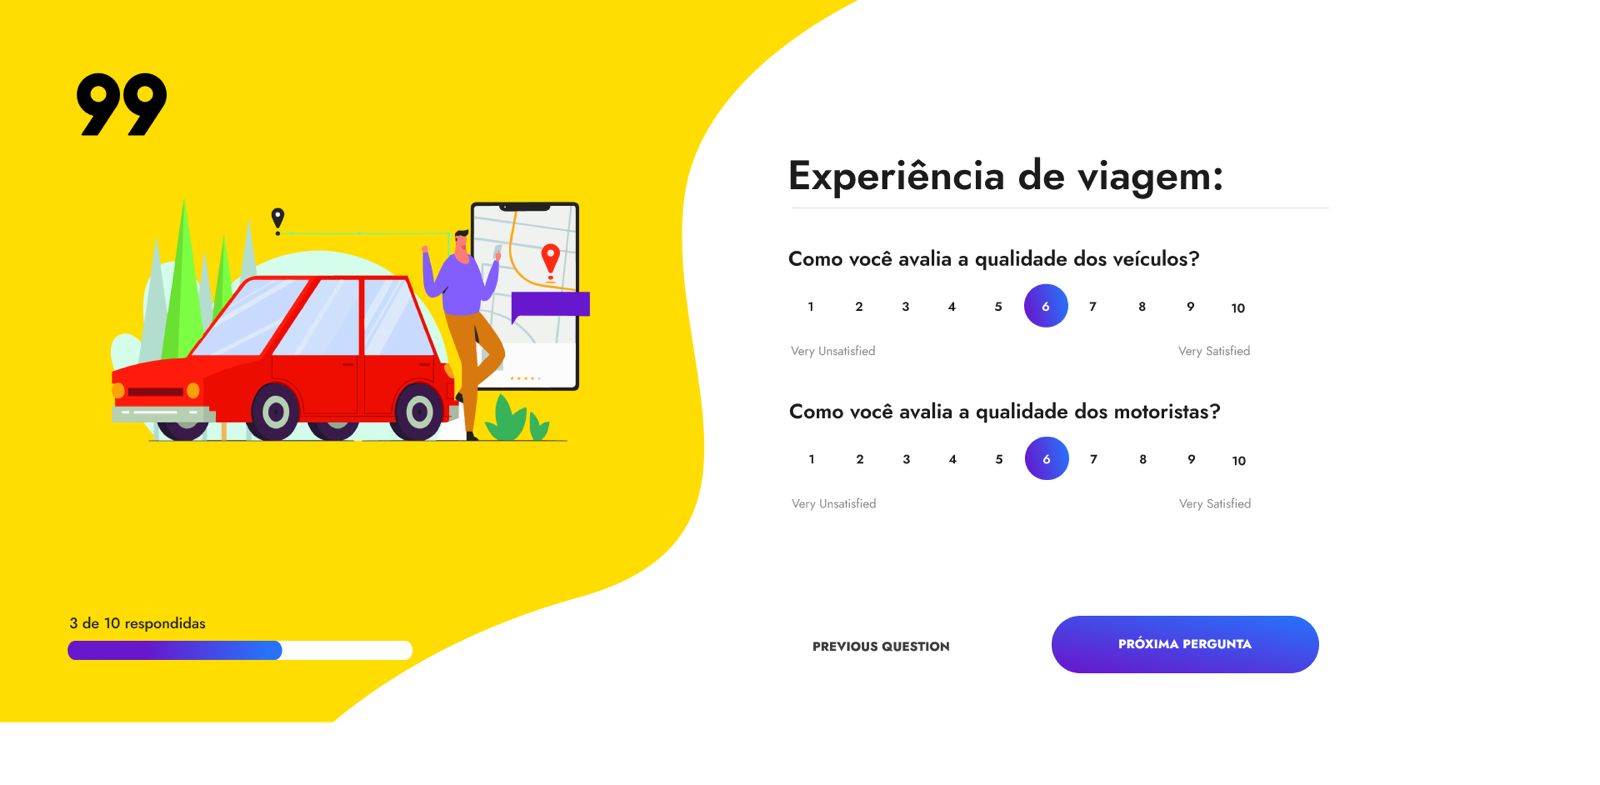 99
Experiência de viagem:
Como você avalia a qualidade dos veículos?
1 2 3 4 5 6 7 8 9 10
Very Unsatisfied Very Satisfied
Como você avalia a qualidade dos motoristas?
1 2 3 4 5 6 7 8 9 10
Very Unsatisfied Very Satisfied
3 de 10 respondidas
PREVIOUS QUESTION
PRÓXIMA PERGUNTA